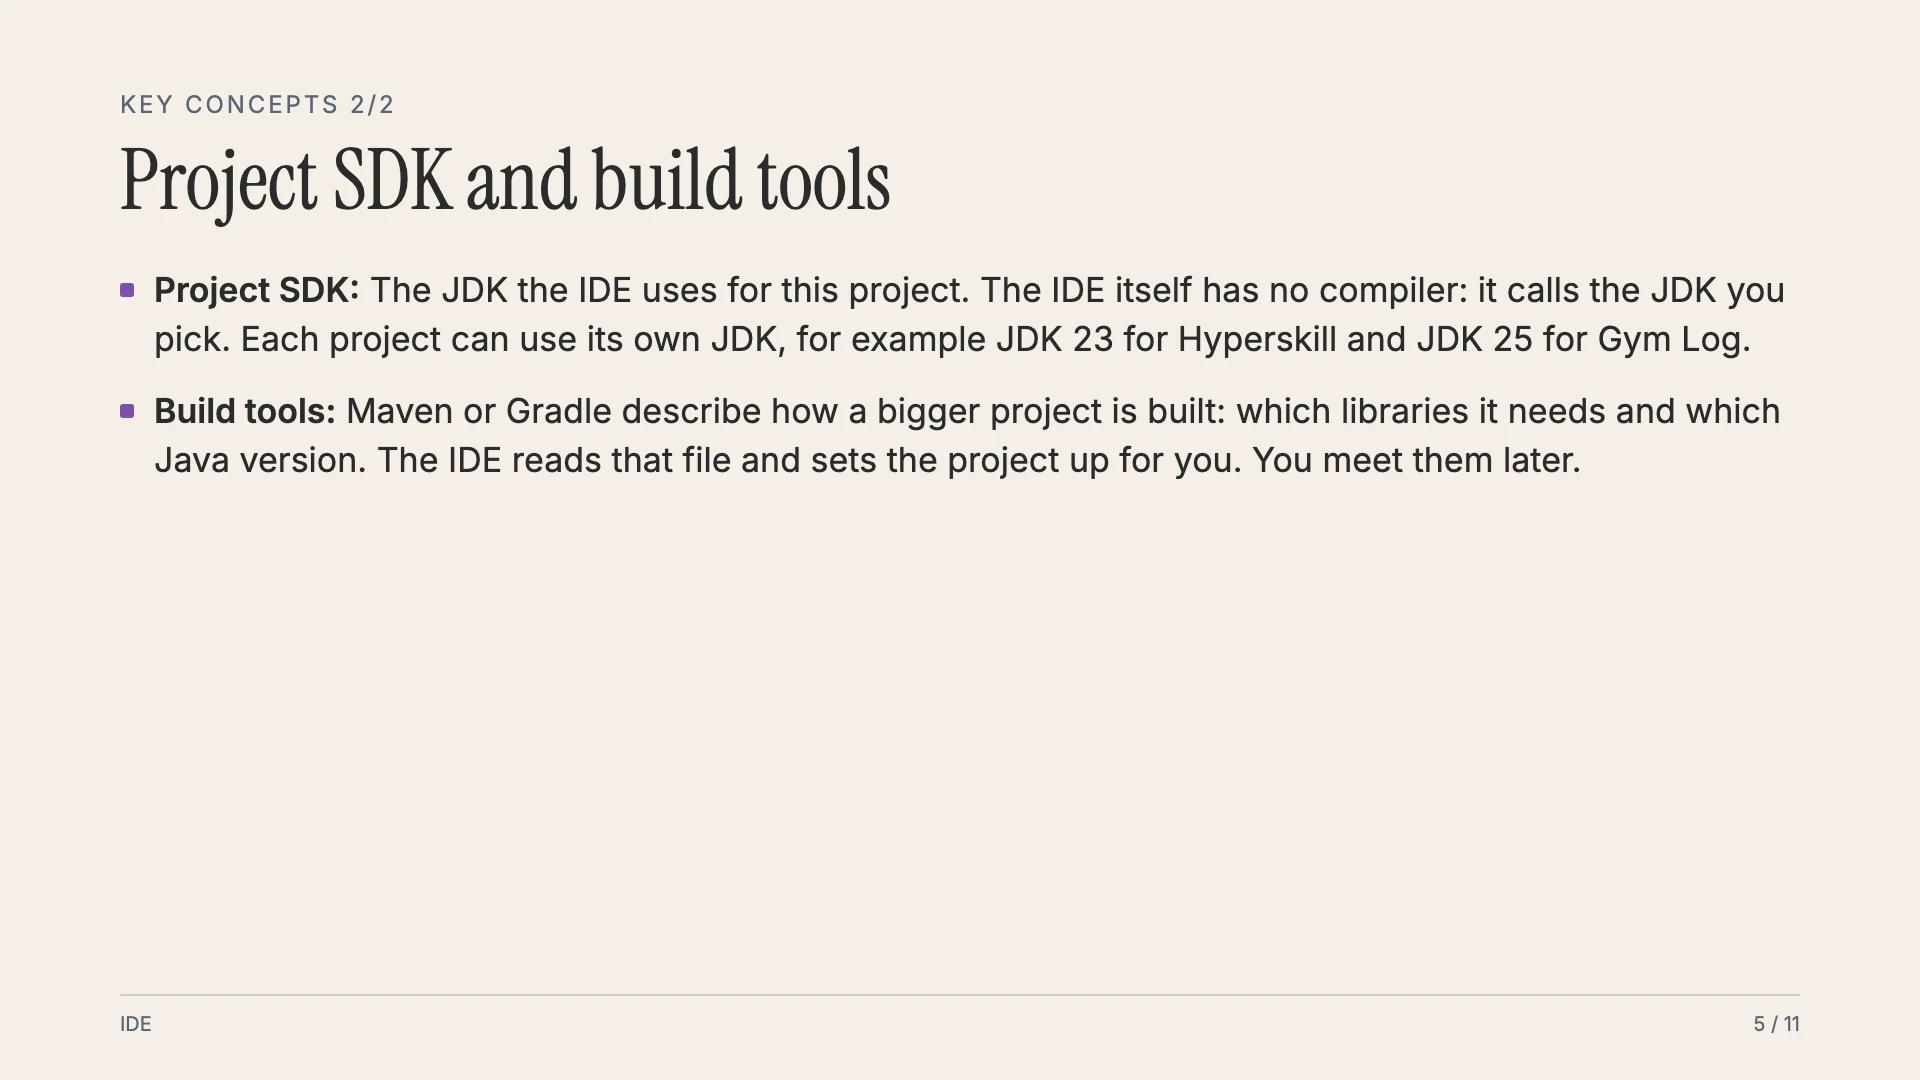 KEY CONCEPTS 2/2
Project SDK and build tools
Project SDK: The JDK the IDE uses for this project. The IDE itself has no compiler: it calls the JDK you
pick. Each project can use its own JDK, for example JDK 23 for Hyperskill and JDK 25 for Gym Log.
Build tools: Maven or Gradle describe how a bigger project is built: which libraries it needs and which
Java version. The IDE reads that file and sets the project up for you. You meet them later.
IDE
5 / 11